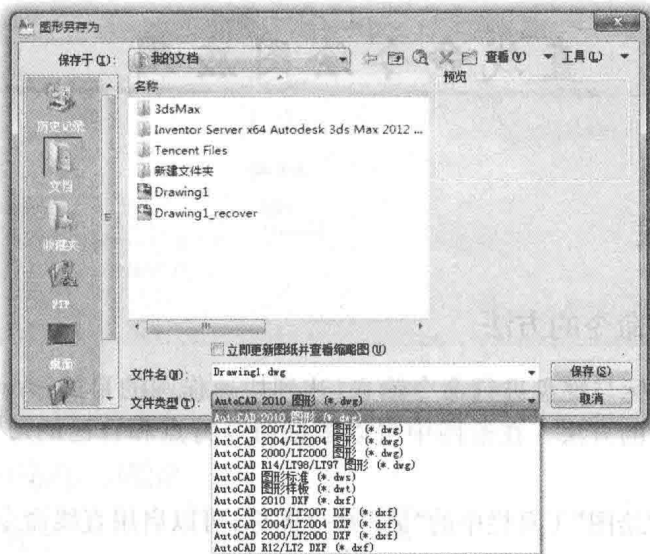 图形另存为
保存于(I):
我的文档
查看(V)
工具(L)
名称
预览
历史记录
3dsMax
Inventor Server x64 Autodesk 3ds Max 2012 ...
Tencent Files
新建文件夹
Drawing1
Drawing1_recover
文档
收藏夹
FTP
桌面
立即更新图纸并查看缩略图(U)
文件名(N):
Drawing1.dwg
保存(S)
文件类型(T):
AutoCAD 2010 图形 (*.dwg)
取消
AutoCAD 2010 图形 (*.dwg)
AutoCAD 2007/LT2007 图形 (*.dwg)
AutoCAD 2004/LT2004 图形 (*.dwg)
AutoCAD 2000/LT2000 图形 (*.dwg)
AutoCAD R14/LT98/LT97 图形 (*.dwg)
AutoCAD 图形标准 (*.dws)
AutoCAD 图形样板 (*.dwt)
AutoCAD 2010 DXF (*.dxf)
AutoCAD 2007/LT2007 DXF (*.dxf)
AutoCAD 2004/LT2004 DXF (*.dxf)
AutoCAD 2000/LT2000 DXF (*.dxf)
AutoCAD R12/LT2 DXF (*.dxf)